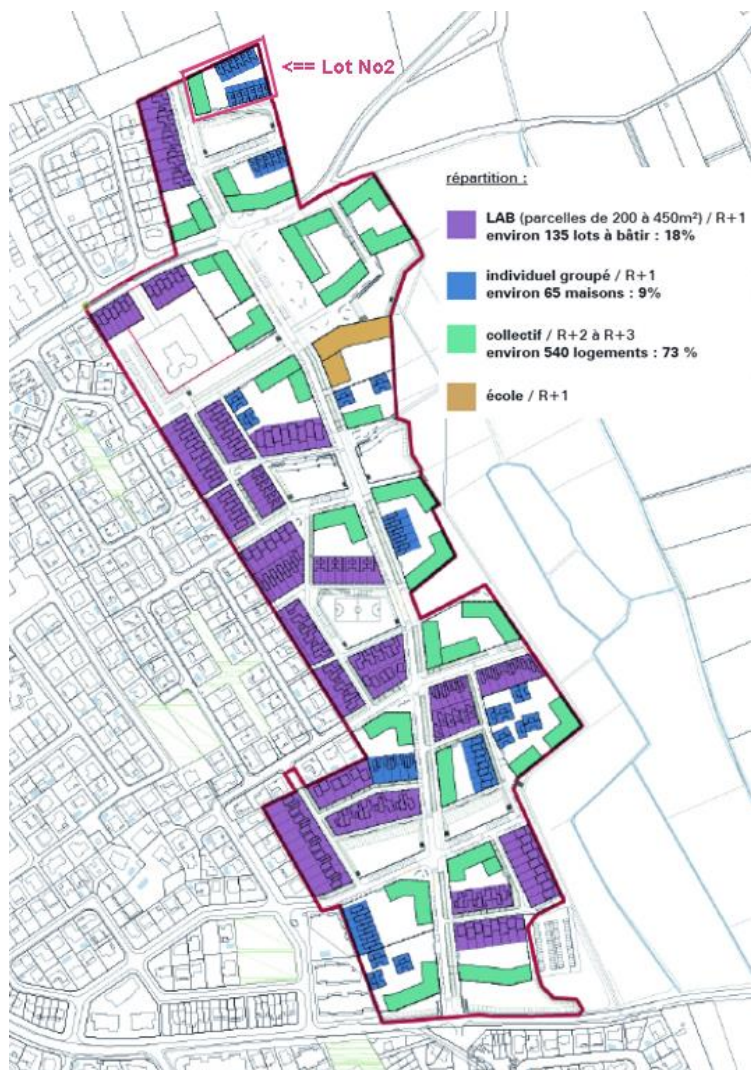 <== Lot No2
répartition :
LAB (parcelles de 200 à 450m²) / R+1
environ 135 lots à bâtir : 18%
individuel groupé / R+1
environ 65 maisons : 9%
collectif / R+2 à R+3
environ 540 logements : 73 %
école / R+1